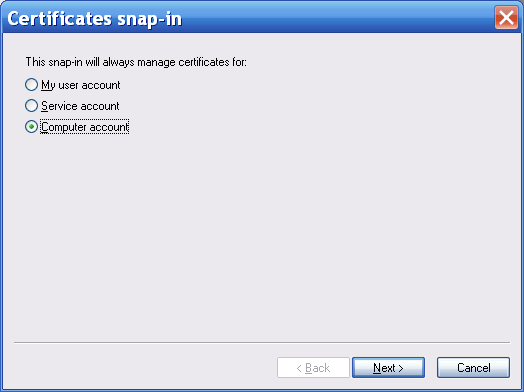 Certificates snap-in
This snap-in will always manage certificates for:
My user account
Service account
Computer account
< Back
Next >
Cancel